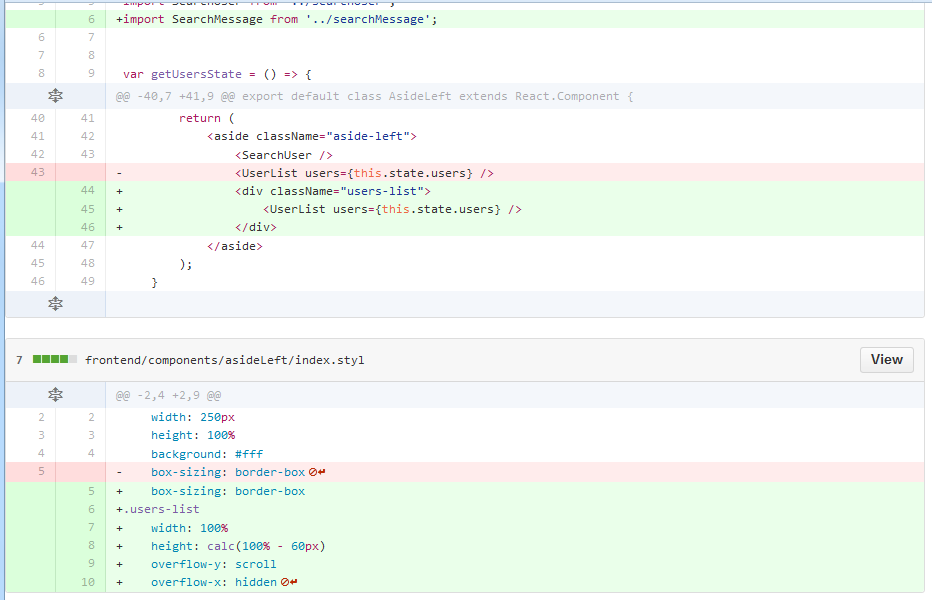 6 +import SearchMessage from '../searchMessage';
6 7
7 8
8 9 var getUsersState = () => {
@@ -40,7 +41,9 @@ export default class AsideLeft extends React.Component {
40 41 return (
41 42 <aside className="aside-left">
42 43 <SearchUser />
43 - <UserList users={this.state.users} />
44 + <div className="users-list">
45 + <UserList users={this.state.users} />
46 + </div>
44 47 </aside>
45 48 );
46 49 }
7 frontend/components/asideLeft/index.styl View
@@ -2,4 +2,9 @@
2 2 width: 250px
3 3 height: 100%
4 4 background: #fff
5 - box-sizing: border-box
5 + box-sizing: border-box
6 +.users-list
7 + width: 100%
8 + height: calc(100% - 60px)
9 + overflow-y: scroll
10 + overflow-x: hidden